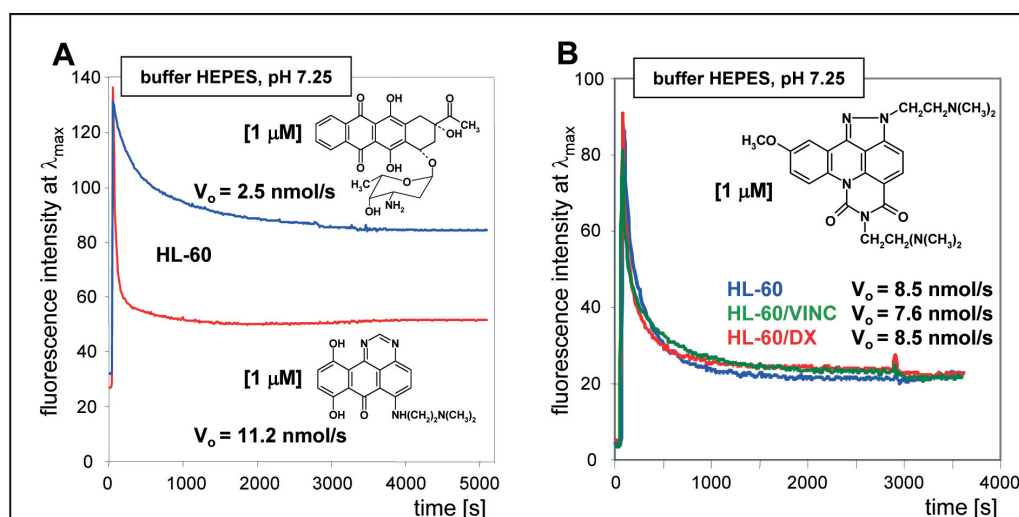 A
buffer HEPES, pH 7.25
fluorescence intensity at λmax
140
120
100
80
60
40
20
0
0
1000
2000
3000
4000
5000
time [s]
[1 μM]
O
OH
O
CH3
OH
O
OH
O
H3C
O
OH
NH2
Vo = 2.5 nmol/s
HL-60
[1 μM]
N
N
OH
OH
O
NH(CH2)2N(CH3)2
Vo = 11.2 nmol/s
B
buffer HEPES, pH 7.25
fluorescence intensity at λmax
100
80
60
40
20
0
0
1000
2000
3000
4000
time [s]
[1 μM]
N
N
CH2CH2N(CH3)2
H3CO
N
O
N
O
CH2CH2N(CH3)2
HL-60 Vo = 8.5 nmol/s
HL-60/VINC Vo = 7.6 nmol/s
HL-60/DX Vo = 8.5 nmol/s